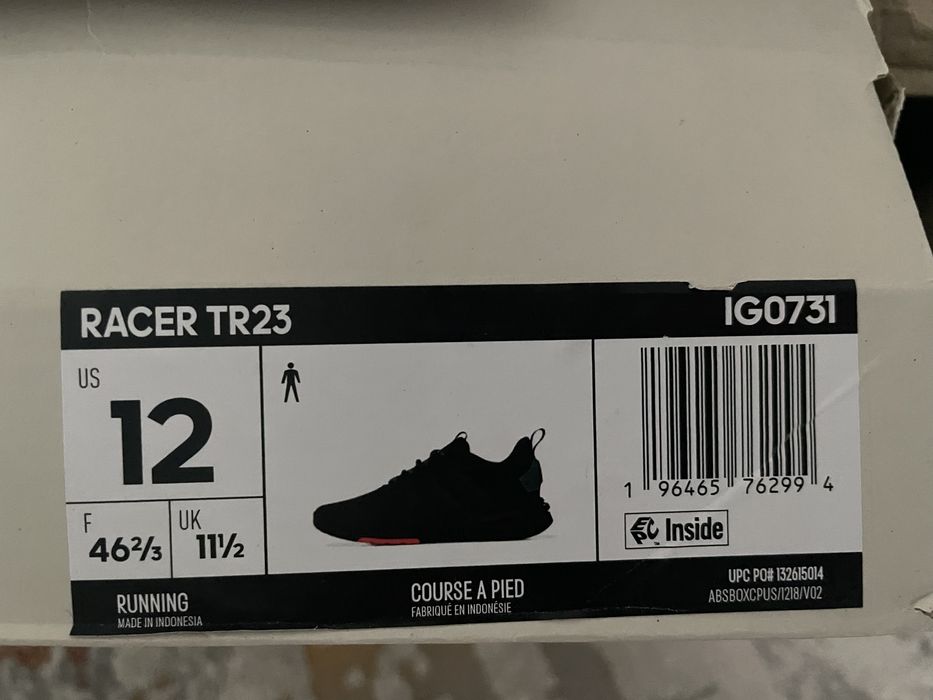 RACER TR23
IG0731
US
12
F
46⅔
UK
11½
1 96465 76299 4
EPC™ Inside
RUNNING
MADE IN INDONESIA
COURSE A PIED
FABRIQUÉ EN INDONÉSIE
UPC PO# 132615014
ABSBOXCPUS/1218/V02